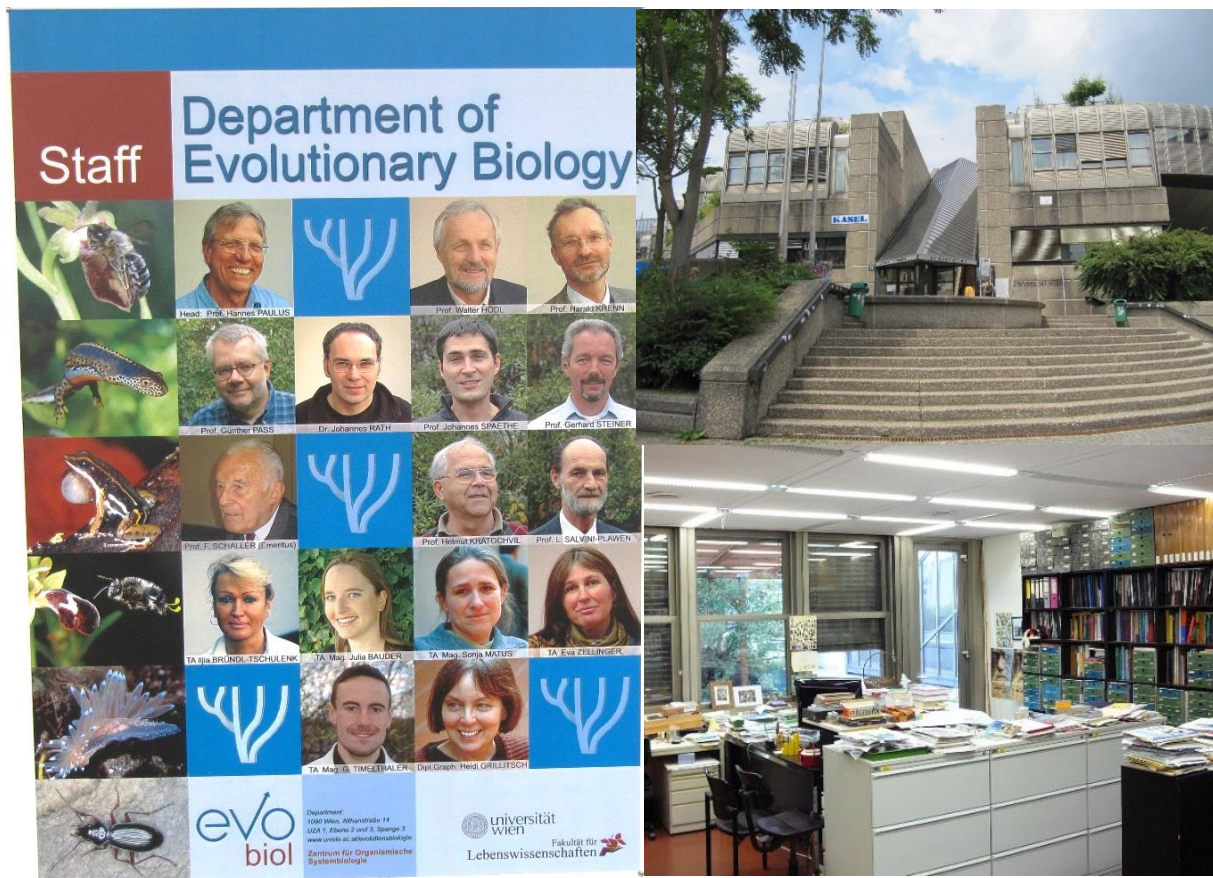 Staff
Department of
Evolutionary Biology
Head: Prof. Hannes PAULUS
Prof. Walter HÖDL
Prof. Harald KRENN
Prof. Günther PASS
Dr. Johannes RATH
Prof. Johannes SPAETHE
Prof. Gerhard STEINER
Prof. F. SCHALLER (Emeritus)
Prof. Helmut KRATOCHVIL
Prof. L. SALVINI-PLAWEN
TA Ilja BRÜNDL-TSCHULENK
TA Mag. Julia BAUDER
TA Mag. Sonja MATUS
TA Eva ZELLINGER
TA Mag. G. TIMELTHALER
Dipl.Graph. Heidi GRILLITSCH
evo
biol
Department:
1090 Wien, Althanstraße 14
UZA 1, Ebene 2 und 3, Spange 3
www.univie.ac.at/evolutionsbiologie
Zentrum für Organismische
Systembiologie
universität
wien
Fakultät für
Lebenswissenschaften
KASEL
UNIVERSITÄT WIEN